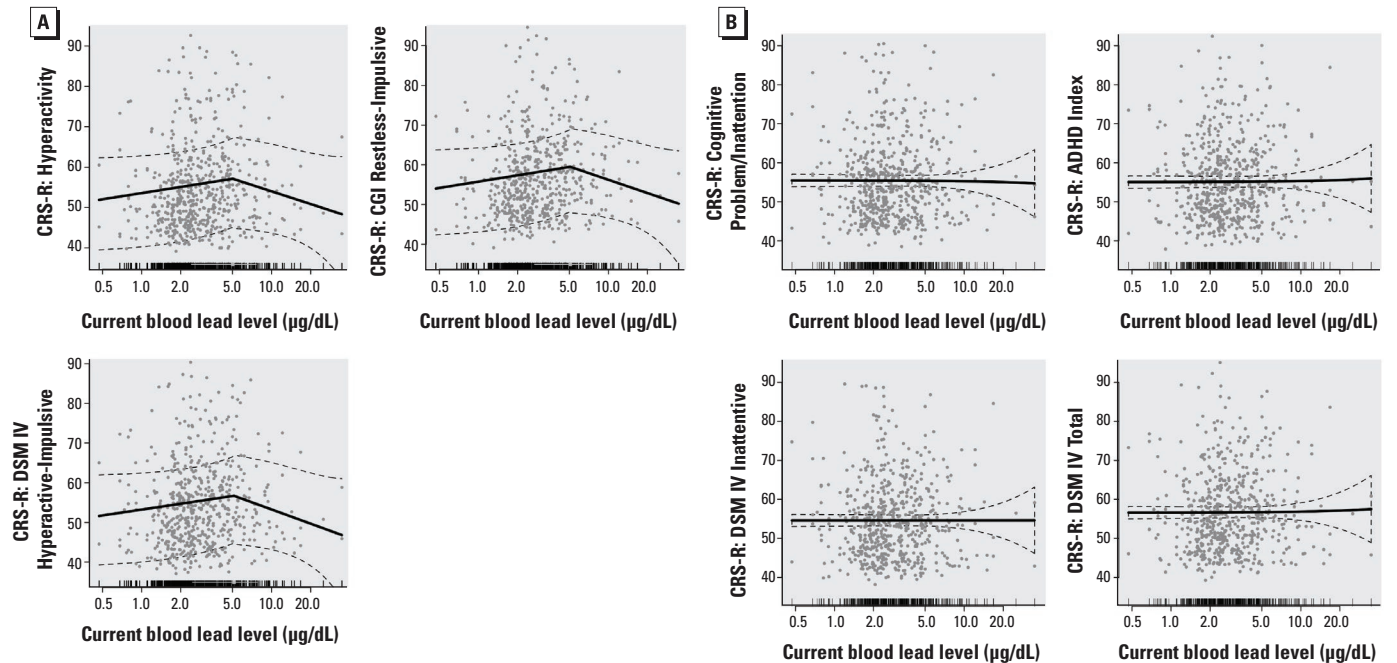 A
CRS-R: Hyperactivity
90
80
70
60
50
40
0.5 1.0 2.0 5.0 10.0 20.0
Current blood lead level (µg/dL)
CRS-R: CGI Restless-Impulsive
90
80
70
60
50
40
0.5 1.0 2.0 5.0 10.0 20.0
Current blood lead level (µg/dL)
CRS-R: DSM IV
Hyperactive-Impulsive
90
80
70
60
50
40
0.5 1.0 2.0 5.0 10.0 20.0
Current blood lead level (µg/dL)
B
CRS-R: Cognitive
Problem/Inattention
90
80
70
60
50
40
0.5 1.0 2.0 5.0 10.0 20.0
Current blood lead level (µg/dL)
CRS-R: ADHD Index
90
80
70
60
50
40
0.5 1.0 2.0 5.0 10.0 20.0
Current blood lead level (µg/dL)
CRS-R: DSM IV Inattentive
90
80
70
60
50
40
0.5 1.0 2.0 5.0 10.0 20.0
Current blood lead level (µg/dL)
CRS-R: DSM IV Total
90
80
70
60
50
40
0.5 1.0 2.0 5.0 10.0 20.0
Current blood lead level (µg/dL)